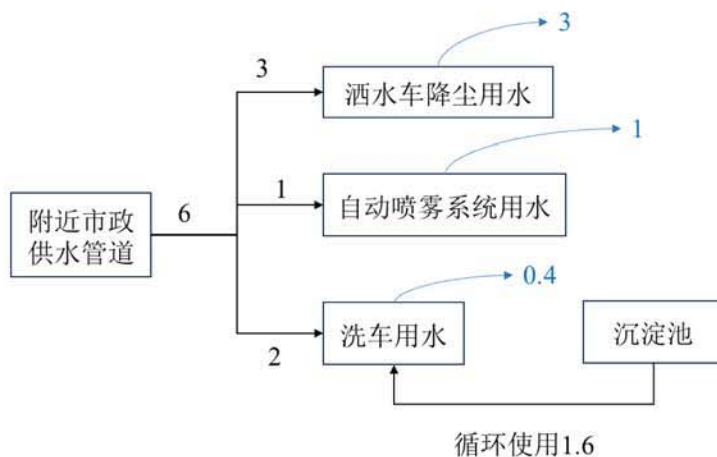 3
3
洒水车降尘用水
1
1
自动喷雾系统用水
附近市政
供水管道
6
0.4
2
洗车用水
沉淀池
循环使用1.6